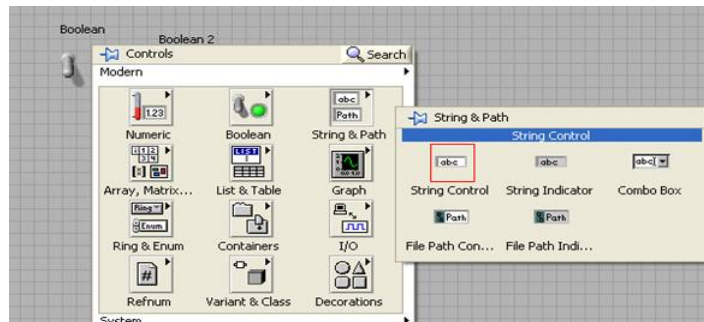 Boolean
Boolean 2
Controls
Search
Modern
1.23
abc
Path
Numeric
Boolean
String & Path
Array, Matrix...
List & Table
Graph
Ring
Enum
Ring & Enum
Containers
I/O
#
Refnum
Variant & Class
Decorations
System
String & Path
String Control
abc
abc
abc
String Control
String Indicator
Combo Box
Path
Path
File Path Con...
File Path Indi...